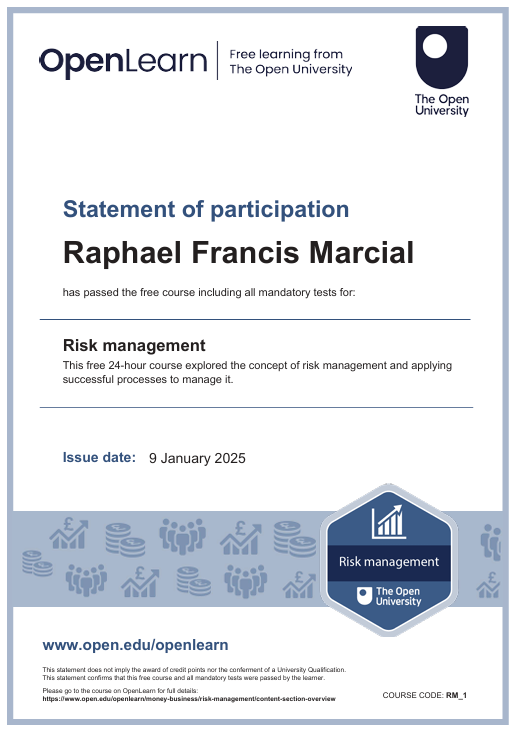 OpenLearn
Free learning from
The Open University
The Open
University
Statement of participation
Raphael Francis Marcial
has passed the free course including all mandatory tests for:
Risk management
This free 24-hour course explored the concept of risk management and applying
successful processes to manage it.
Issue date: 9 January 2025
£ £ £
Risk management
£ £
The Open
University
www.open.edu/openlearn
This statement does not imply the award of credit points nor the conferment of a University Qualification.
This statement confirms that this free course and all mandatory tests were passed by the learner.
Please go to the course on OpenLearn for full details:
https://www.open.edu/openlearn/money-business/risk-management/content-section-overview
COURSE CODE: RM_1